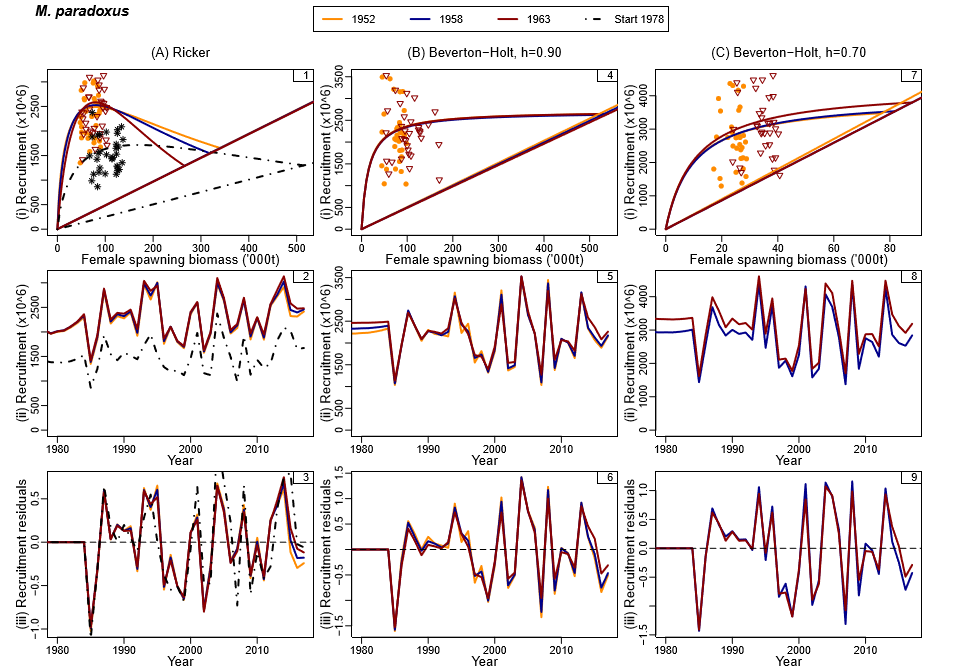 M. paradoxus
1952 1958 1963 Start 1978
(A) Ricker (B) Beverton−Holt, h=0.90 (C) Beverton−Holt, h=0.70
1 4 7
(i) Recruitment (x10^6) (i) Recruitment (x10^6) (i) Recruitment (x10^6)
0 500 1500 2500
0 500 1500 2500 3500
0 1000 2000 3000 4000
0 100 200 300 400 500
0 100 200 300 400 500
0 20 40 60 80
Female spawning biomass ('000t) Female spawning biomass ('000t) Female spawning biomass ('000t)
2 5 8
(ii) Recruitment (x10^6) (ii) Recruitment (x10^6) (ii) Recruitment (x10^6)
0 500 1500 2500
0 500 1500 2500 3500
0 1000 2000 3000 4000
1980 1990 2000 2010
1980 1990 2000 2010
1980 1990 2000 2010
Year Year Year
3 6 9
(iii) Recruitment residuals (iii) Recruitment residuals (iii) Recruitment residuals
−1.0 −0.5 0.0 0.5
−1.5 −0.5 0.0 0.5 1.0 1.5
−1.5 −0.5 0.0 0.5 1.0
1980 1990 2000 2010
1980 1990 2000 2010
1980 1990 2000 2010
Year Year Year